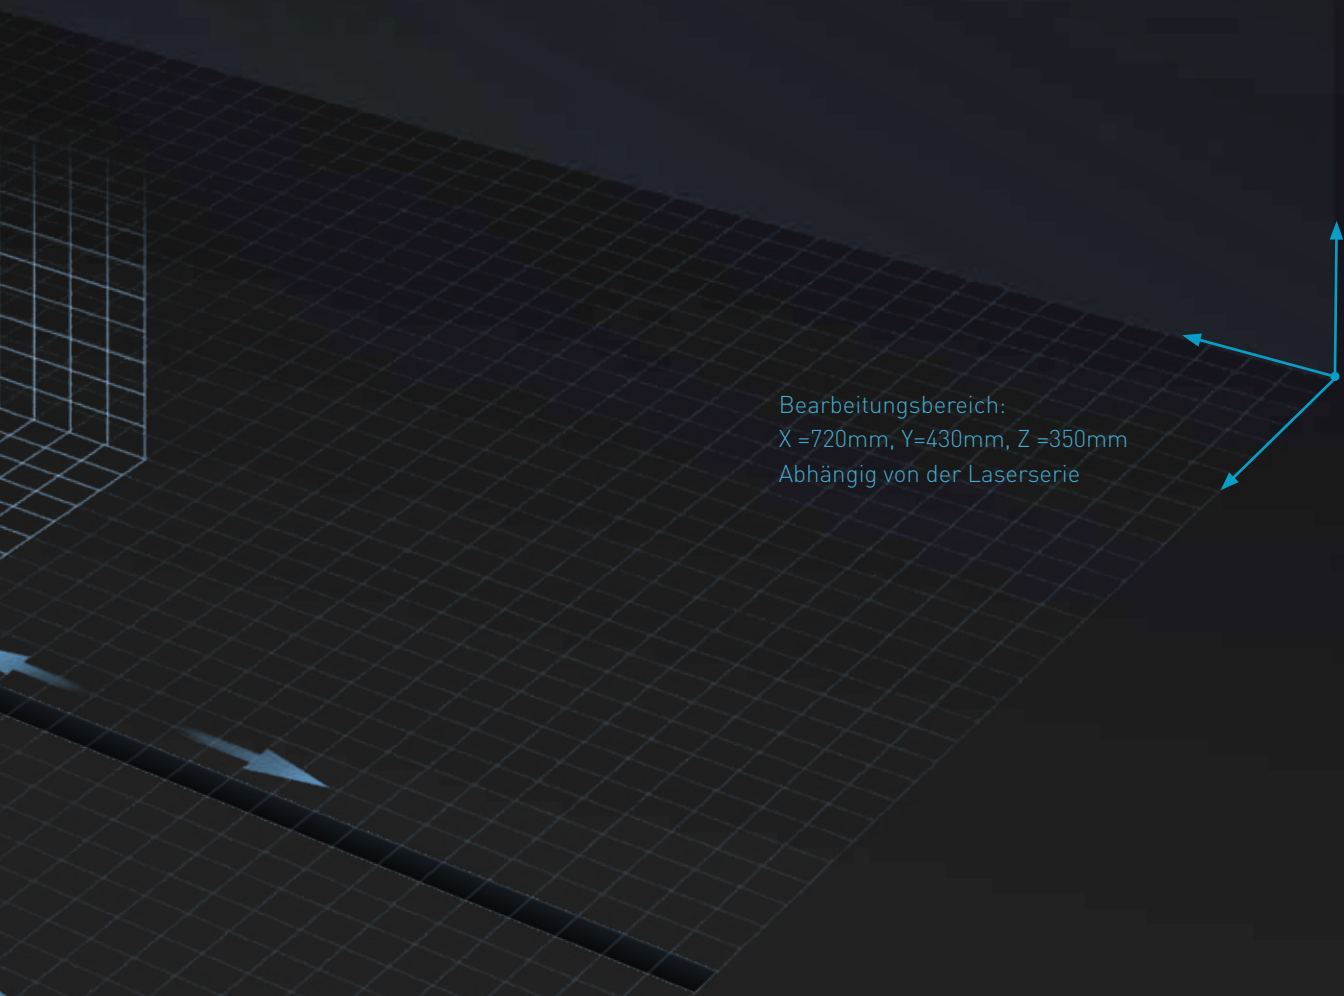 Bearbeitungsbereich:
X =720mm, Y=430mm, Z =350mm
Abhängig von der Laserserie